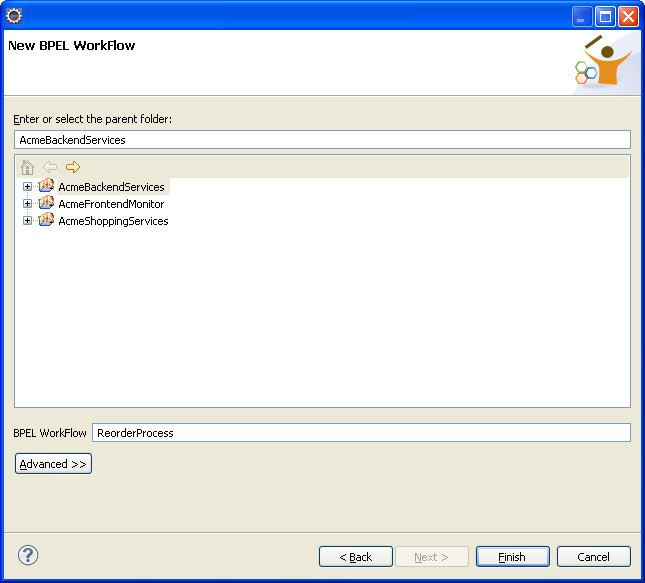 New BPEL WorkFlow
Enter or select the parent folder:
AcmeBackendServices
AcmeBackendServices
AcmeFrontendMonitor
AcmeShoppingServices
BPEL WorkFlow ReorderProcess
Advanced >>
? < Back Next > Finish Cancel